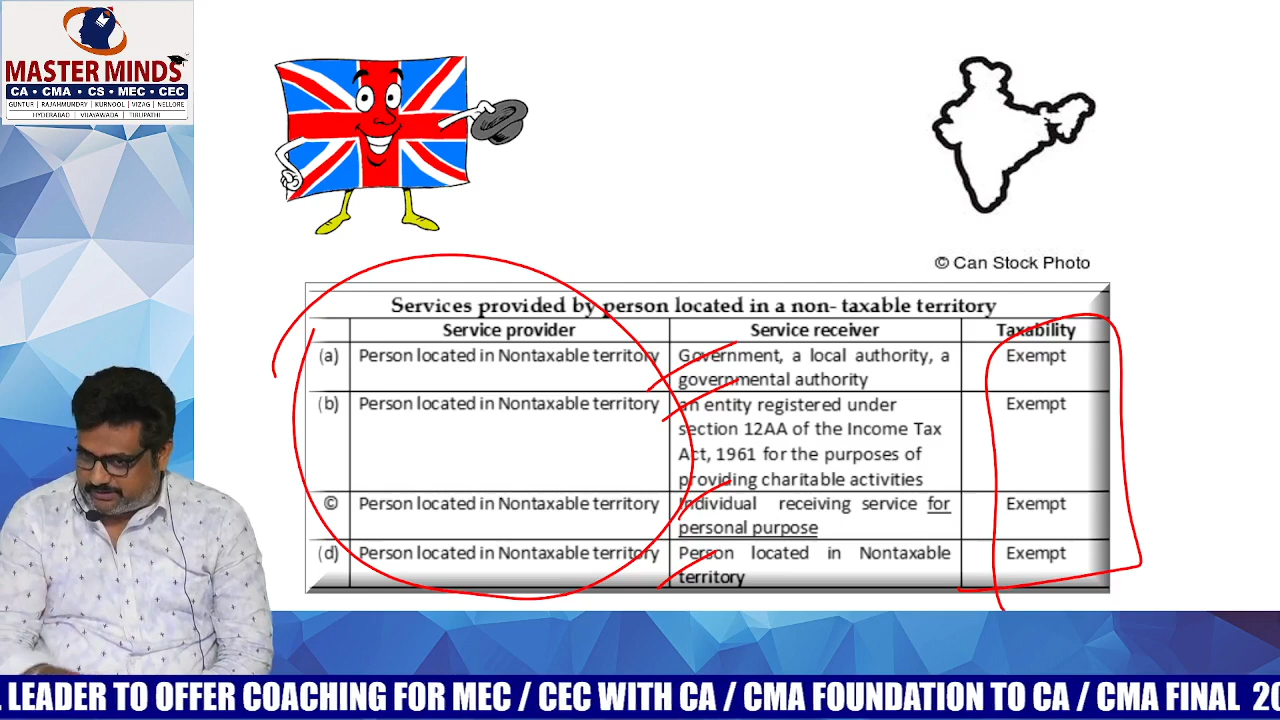 MASTER MINDS
CA • CMA • CS • MEC • CEC
GUNTUR | RAJAHMUNDRY | KURNOOL | VIZAG | NELLORE
HYDERABAD | VIJAYAWADA | TIRUPATHI
© Can Stock Photo
Services provided by person located in a non- taxable territory
Service provider Service receiver Taxability
(a) Person located in Nontaxable territory Government, a local authority, a Exempt
governmental authority
(b) Person located in Nontaxable territory an entity registered under Exempt
section 12AA of the Income Tax
Act, 1961 for the purposes of
providing charitable activities
© Person located in Nontaxable territory Individual receiving service for Exempt
personal purpose
(d) Person located in Nontaxable territory Person located in Nontaxable Exempt
territory
LEADER TO OFFER COACHING FOR MEC / CEC WITH CA / CMA FOUNDATION TO CA / CMA FINAL 20